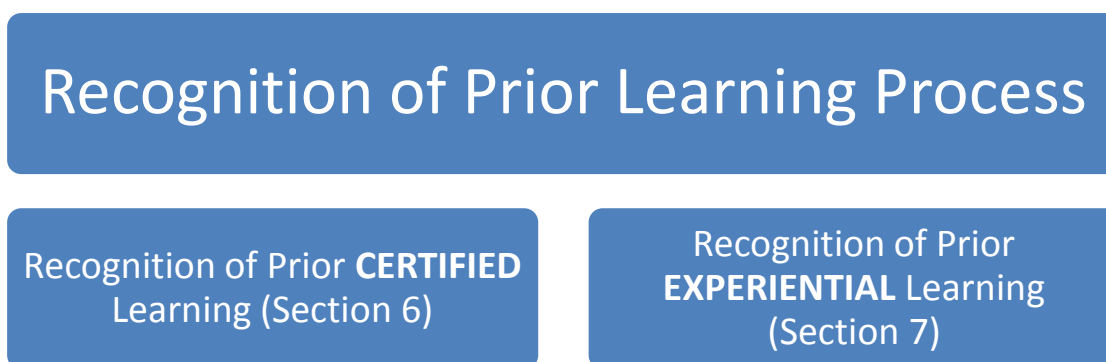 Recognition of Prior Learning Process
Recognition of Prior CERTIFIED
Learning (Section 6)
Recognition of Prior
EXPERIENTIAL Learning
(Section 7)